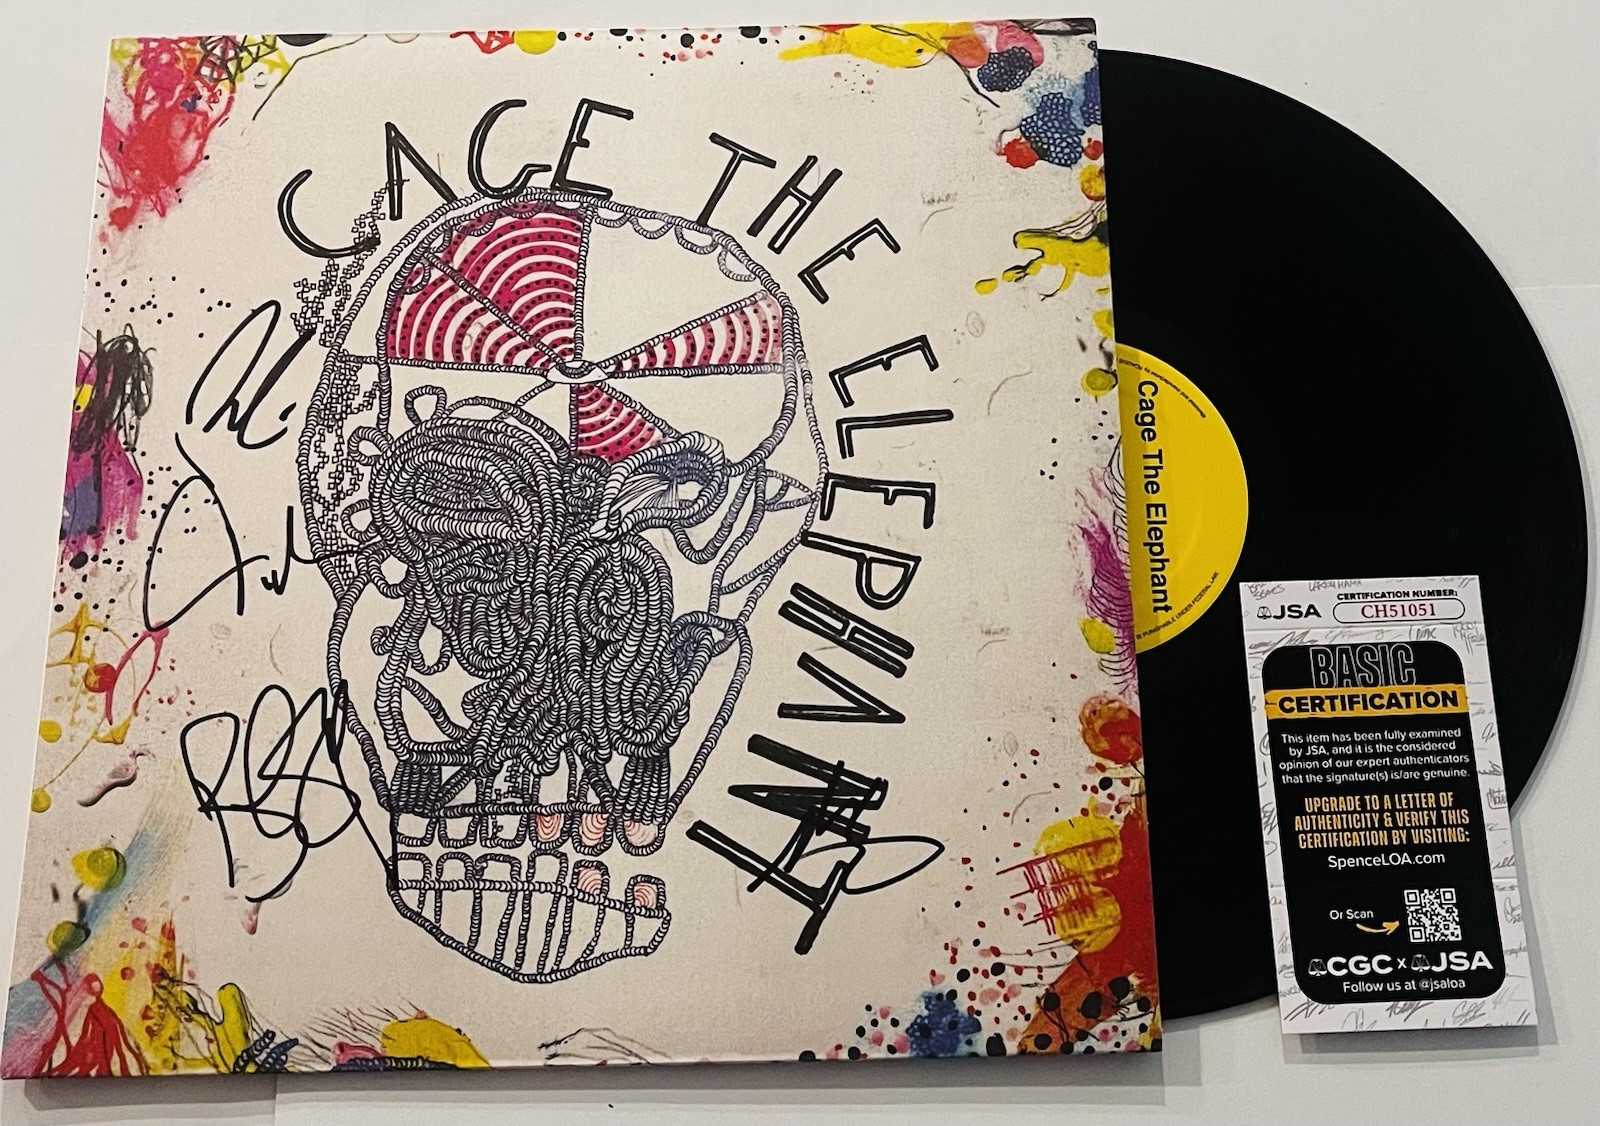 CAGE THE ELEPHANT
Cage The Elephant
JSA
CERTIFICATION NUMBER:
CH51051
BASIC
CERTIFICATION
This item has been fully examined
by JSA, and it is the considered
opinion of our expert authenticators
that the signature(s) is/are genuine.
UPGRADE TO A LETTER OF
AUTHENTICITY & VERIFY THIS
CERTIFICATION BY VISITING:
SpenceLOA.com
Or Scan
CGC x JSA
Follow us at @jsaloa